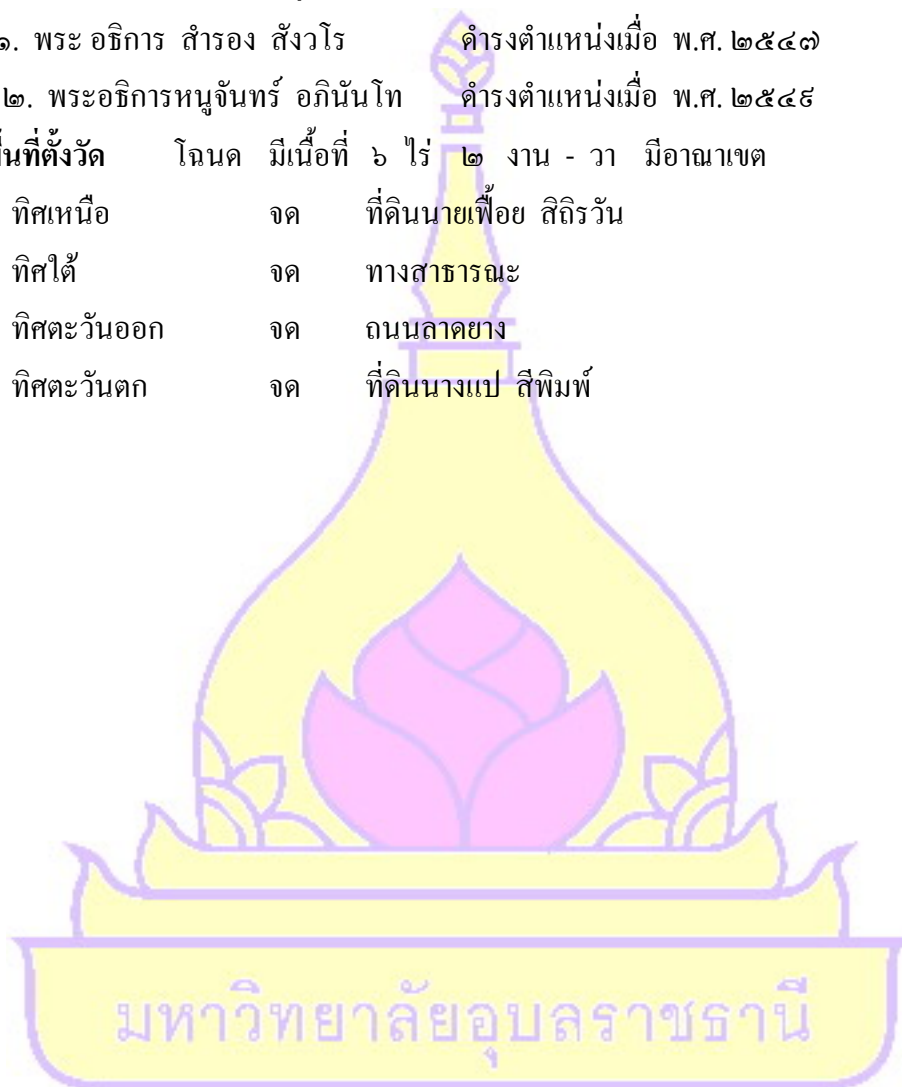 ๑. พระ อธิการ สำรอง สังวโร ดำรงตำแหน่งเมื่อ พ.ศ. ๒๕๔๗
๒. พระอธิการหนูจันทร์ อภินันโท ดำรงตำแหน่งเมื่อ พ.ศ. ๒๕๔๙
ที่ตั้งวัด โฉนด มีเนื้อที่ ๖ ไร่ ๒ งาน - วา มีอาณาเขต
ทิศเหนือ จด ที่ดินนายเฟื้อย สิถิรวัน
ทิศใต้ จด ทางสาธารณะ
ทิศตะวันออก จด ถนนลาดยาง
ทิศตะวันตก จด ที่ดินนางแป สีพิมพ์
มหาวิทยาลัยอุบลราชธานี